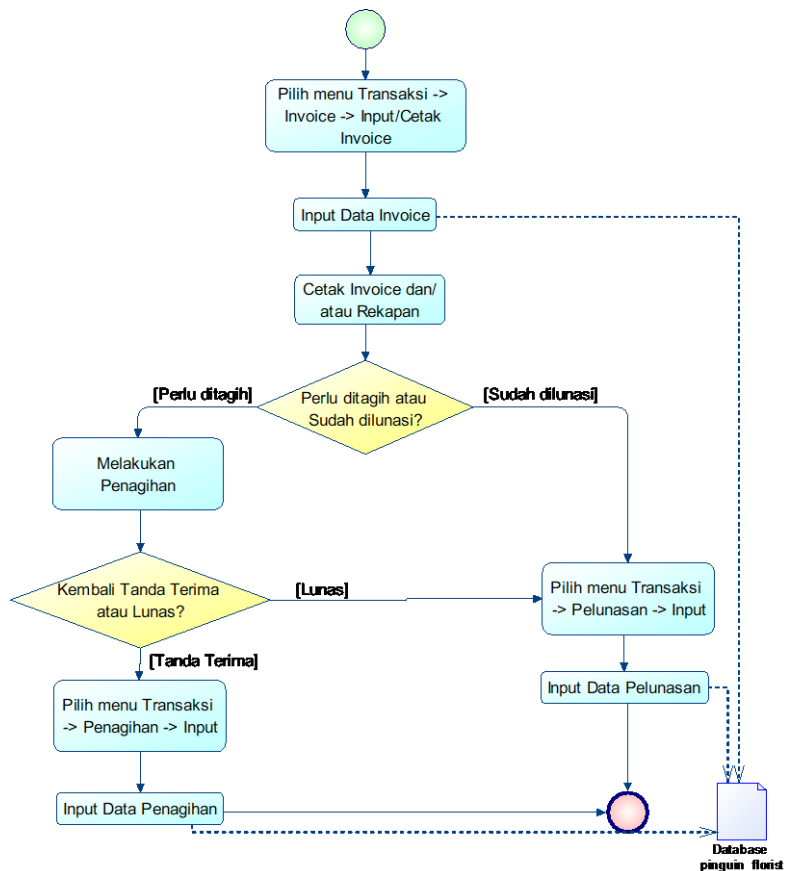 Pilih menu Transaksi ->
Invoice -> Input/Cetak
Invoice
Input Data Invoice
Cetak Invoice dan/
atau Rekapan
[Perlu ditagih]
Perlu ditagih atau
Sudah dilunasi?
[Sudah dilunasi]
Melakukan
Penagihan
Kembali Tanda Terima
atau Lunas?
[Lunas]
Pilih menu Transaksi
-> Pelunasan -> Input
[Tanda Terima]
Pilih menu Transaksi
-> Penagihan -> Input
Input Data Pelunasan
Input Data Penagihan
Database
pinguin_florist